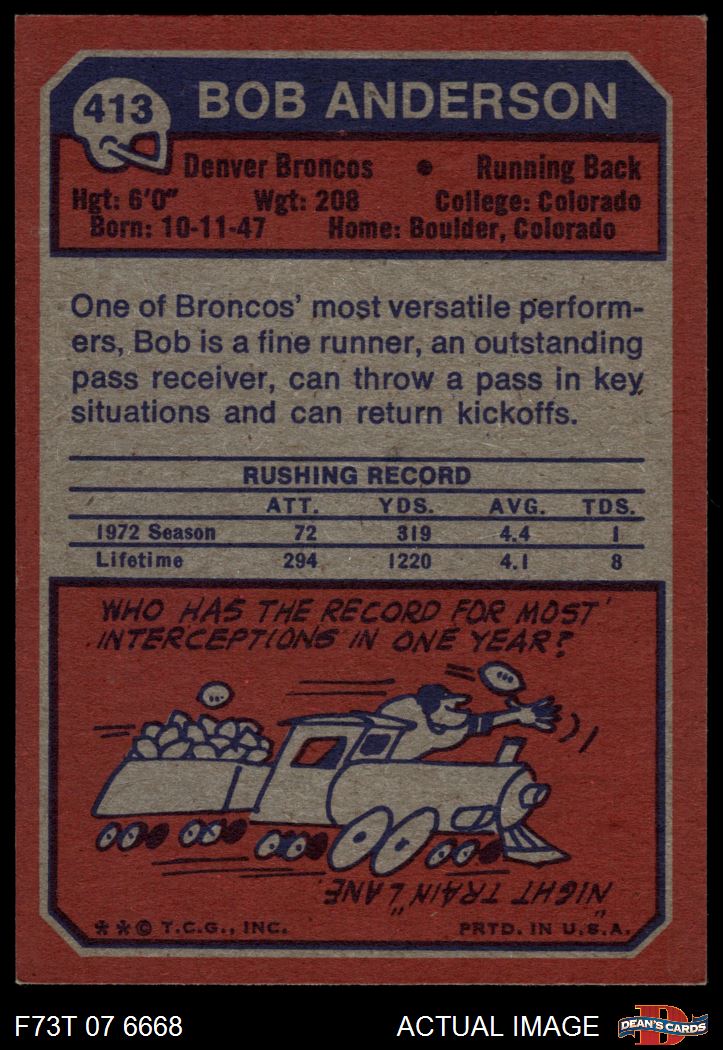 413
BOB ANDERSON
Denver Broncos • Running Back
Hgt: 6'0" Wgt: 208 College: Colorado
Born: 10-11-47 Home: Boulder, Colorado
One of Broncos' most versatile perform-
ers, Bob is a fine runner, an outstanding
pass receiver, can throw a pass in key
situations and can return kickoffs.
RUSHING RECORD
ATT. YDS. AVG. TDS.
1972 Season 72 319 4.4 1
Lifetime 294 1220 4.1 8
WHO HAS THE RECORD FOR MOST
INTERCEPTIONS IN ONE YEAR?
"NIGHT TRAIN" LANE.
**© T.C.G., INC. PRTD. IN U.S.A.
F73T 07 6668 ACTUAL IMAGE D DEAN'S CARDS